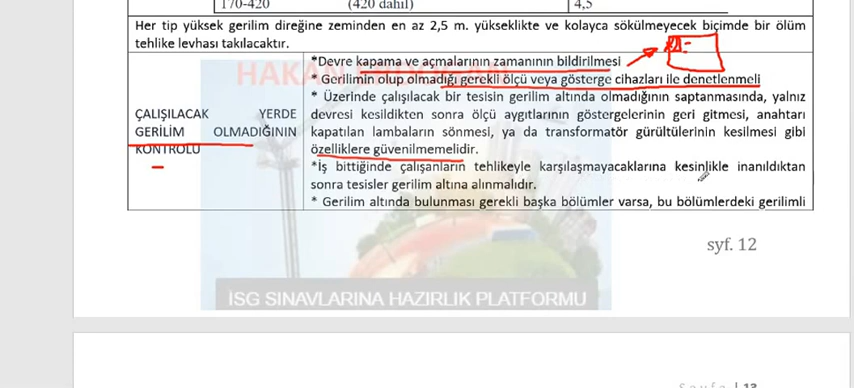 170-420 (420 dahil) 4,5
Her tip yüksek gerilim direğine zeminden en az 2,5 m. yükseklikte ve kolayca sökülmeyecek biçimde bir ölüm
tehlike levhası takılacaktır.
ÇALIŞILACAK YERDE
GERİLİM OLMADIĞININ
KONTROLÜ
*Devre kapama ve açmalarının zamanının bildirilmesi
* Gerilimin olup olmadığı gerekli ölçü veya gösterge cihazları ile denetlenmeli
* Üzerinde çalışılacak bir tesisin gerilim altında olmadığının saptanmasında, yalnız
devresi kesildikten sonra ölçü aygıtlarının göstergelerinin geri gitmesi, anahtarı
kapatılan lambaların sönmesi, ya da transformatör gürültülerinin kesilmesi gibi
özelliklere güvenilmemelidir.
*İş bittiğinde çalışanların tehlikeyle karşılaşmayacaklarına kesinlikle inanıldıktan
sonra tesisler gerilim altına alınmalıdır.
* Gerilim altında bulunması gerekli başka bölümler varsa, bu bölümlerdeki gerilimli
syf. 12
İSG SINAVLARINA HAZIRLIK PLATFORMU